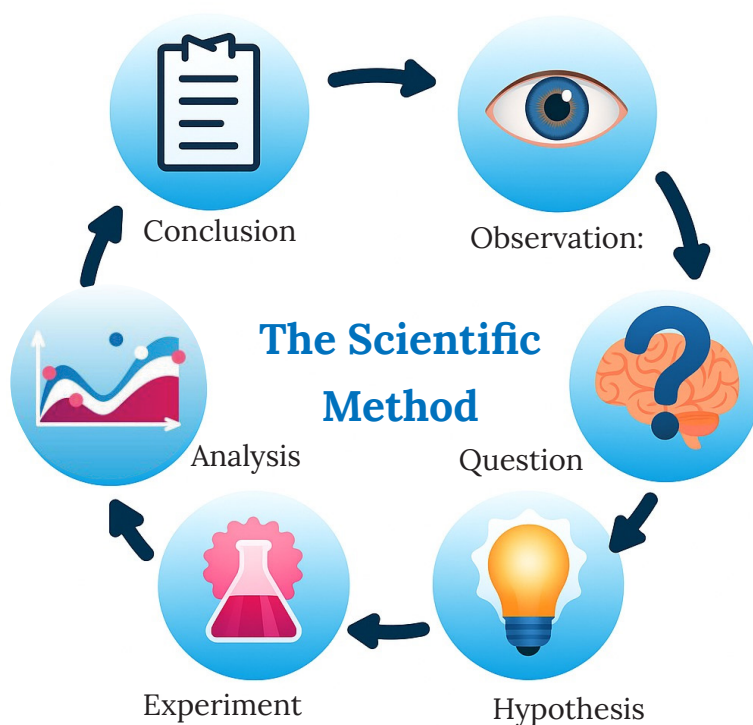 Conclusion
Observation:
The Scientific
Method
Analysis
Question
Experiment
Hypothesis